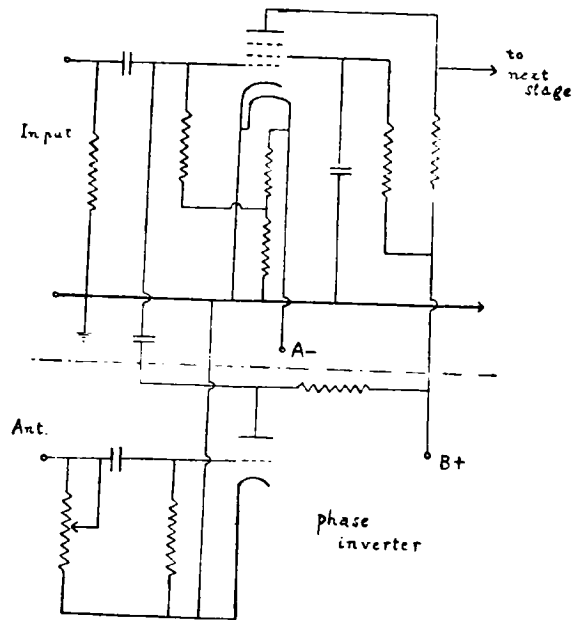 to
next
stage
Input
A-
Ant.
B+
phase
inverter